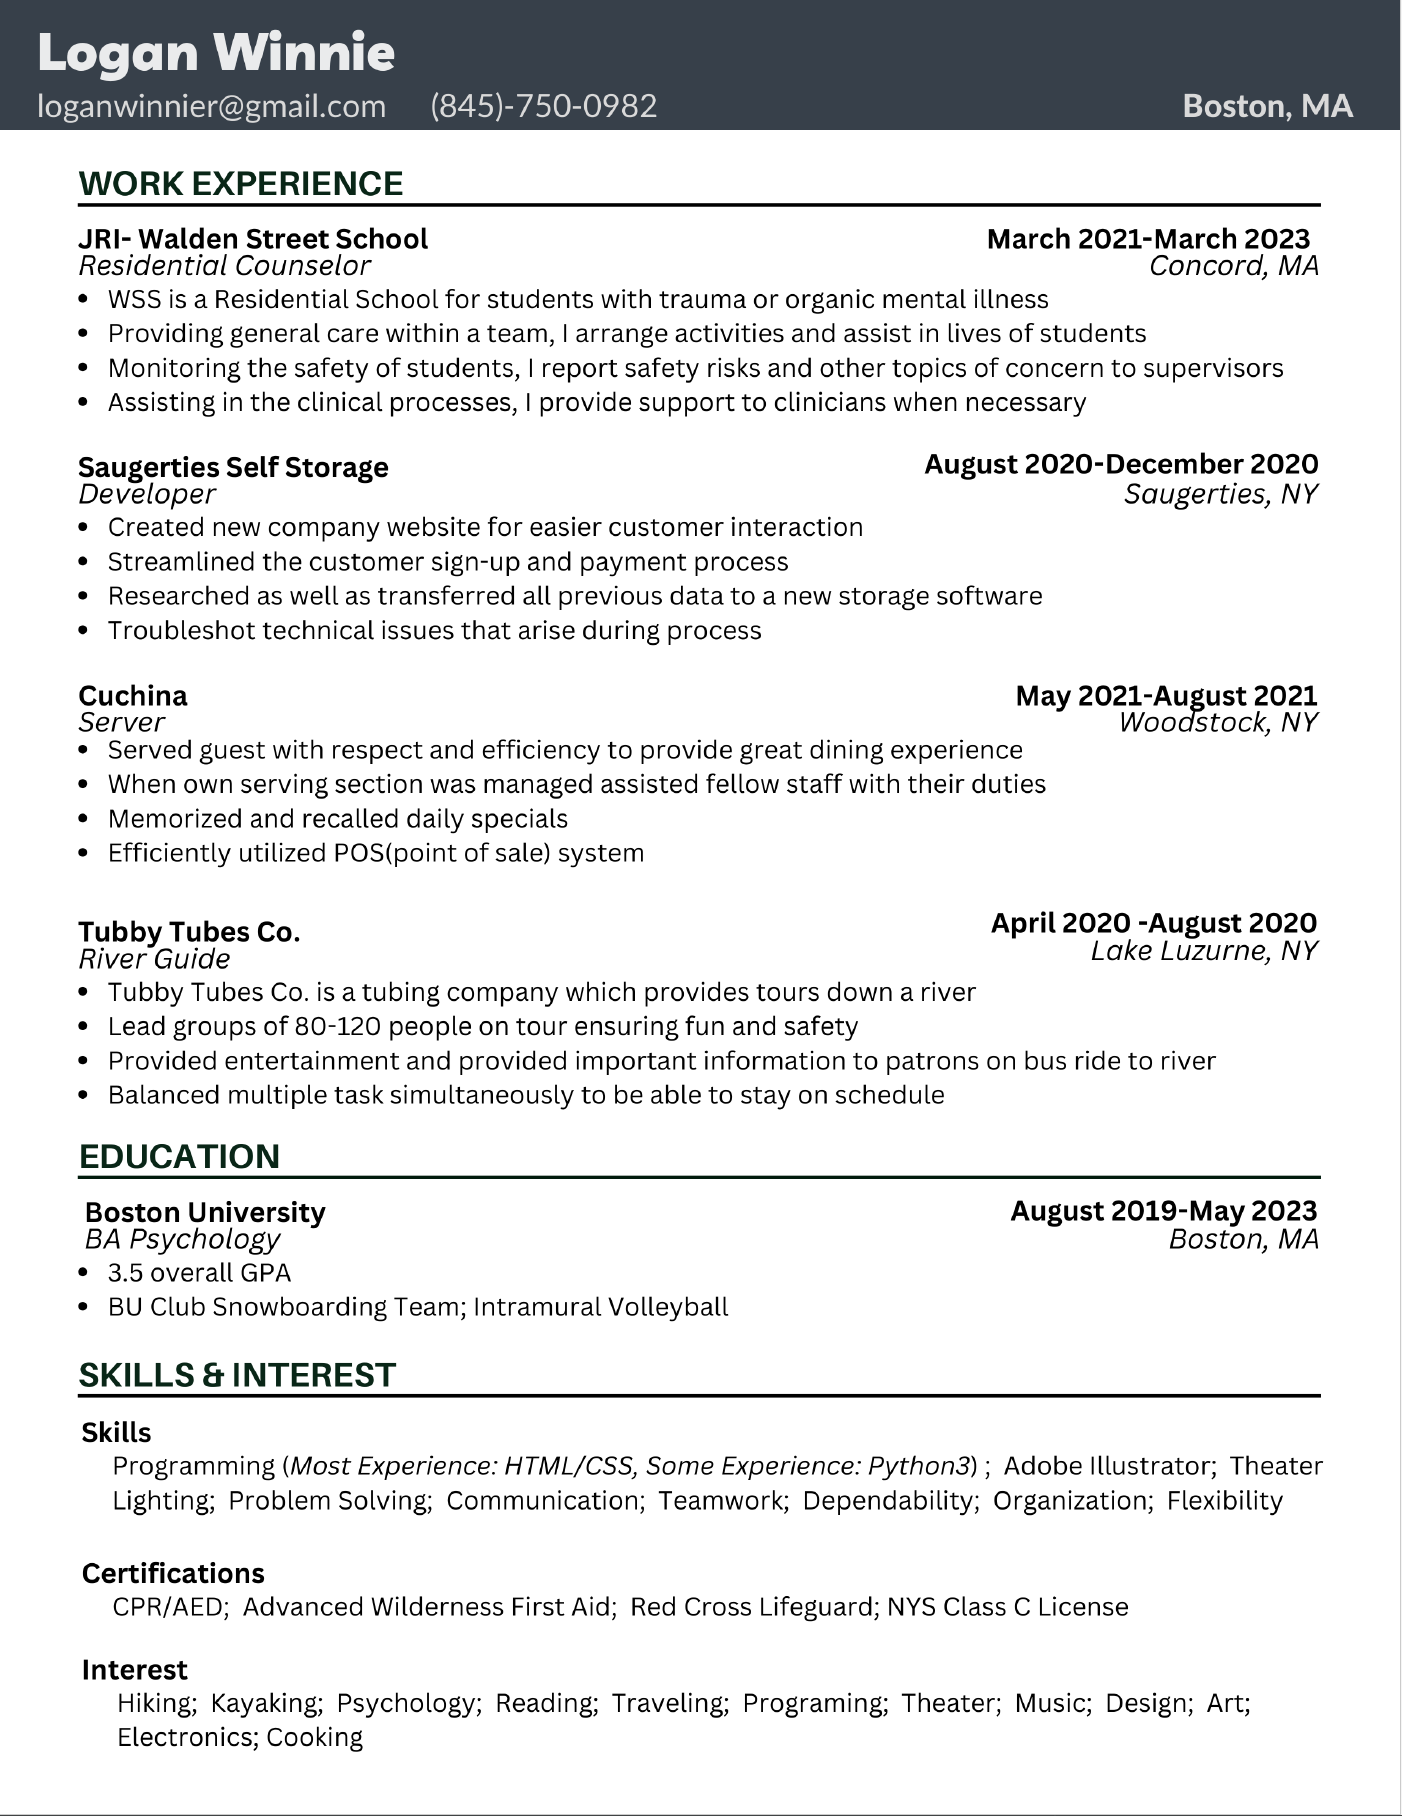 Logan Winnie
loganwinnier@gmail.com (845)-750-0982 Boston, MA
WORK EXPERIENCE
JRI- Walden Street School March 2021-March 2023
Residential Counselor Concord, MA
• WSS is a Residential School for students with trauma or organic mental illness
• Providing general care within a team, I arrange activities and assist in lives of students
• Monitoring the safety of students, I report safety risks and other topics of concern to supervisors
• Assisting in the clinical processes, I provide support to clinicians when necessary
Saugerties Self Storage August 2020-December 2020
Developer Saugerties, NY
• Created new company website for easier customer interaction
• Streamlined the customer sign-up and payment process
• Researched as well as transferred all previous data to a new storage software
• Troubleshot technical issues that arise during process
Cuchina May 2021-August 2021
Server Woodstock, NY
• Served guest with respect and efficiency to provide great dining experience
• When own serving section was managed assisted fellow staff with their duties
• Memorized and recalled daily specials
• Efficiently utilized POS(point of sale) system
Tubby Tubes Co. April 2020 -August 2020
River Guide Lake Luzurne, NY
• Tubby Tubes Co. is a tubing company which provides tours down a river
• Lead groups of 80-120 people on tour ensuring fun and safety
• Provided entertainment and provided important information to patrons on bus ride to river
• Balanced multiple task simultaneously to be able to stay on schedule
EDUCATION
Boston University August 2019-May 2023
BA Psychology Boston, MA
• 3.5 overall GPA
• BU Club Snowboarding Team; Intramural Volleyball
SKILLS & INTEREST
Skills
Programming (Most Experience: HTML/CSS, Some Experience: Python3) ; Adobe Illustrator; Theater
Lighting; Problem Solving; Communication; Teamwork; Dependability; Organization; Flexibility
Certifications
CPR/AED; Advanced Wilderness First Aid; Red Cross Lifeguard; NYS Class C License
Interest
Hiking; Kayaking; Psychology; Reading; Traveling; Programing; Theater; Music; Design; Art;
Electronics; Cooking